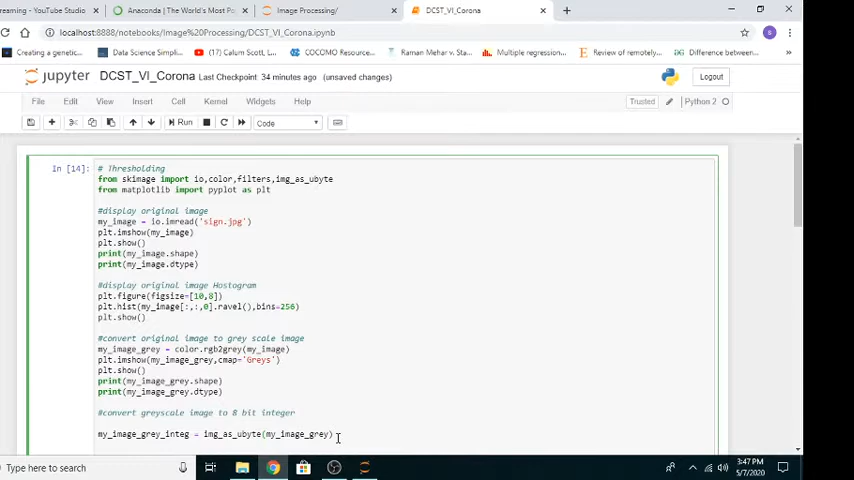 reaming - YouTube Studio
Anaconda | The World's Most Po
Image Processing/
DCST_VI_Corona
localhost:8888/notebooks/Image%20Processing/DCST_VI_Corona.ipynb
Creating a genetic...
Data Science Simpli...
(2) Calum Scott, L...
COCOMO Resource...
Raman Mehar v.com...
Multiple regression...
Review of remotely...
Difference between...
jupyter DCST_VI_Corona Last Checkpoint: 34 minutes ago (unsaved changes)
Logout
File Edit View Insert Cell Kernel Widgets Help
Trusted
Python 2
Run
Code
In [14]:
# Thresholding
from skimage import io,color,filters,img_as_ubyte
from matplotlib import pyplot as plt
#display original image
my_image = io.imread('sign.jpg')
plt.imshow(my_image)
plt.show()
print(my_image.shape)
print(my_image.dtype)
#display original image Hostogram
plt.figure(figsize=[10,8])
plt.hist(my_image[:,:,0].ravel(),bins=256)
plt.show()
#convert original image to grey scale image
my_image_grey = color.rgb2grey(my_image)
plt.imshow(my_image_grey,cmap='Greys')
plt.show()
print(my_image_grey.shape)
print(my_image_grey.dtype)
#convert greyscale image to 8 bit integer
my_image_grey_integ = img_as_ubyte(my_image_grey)
Type here to search
3:47 PM
5/7/2020